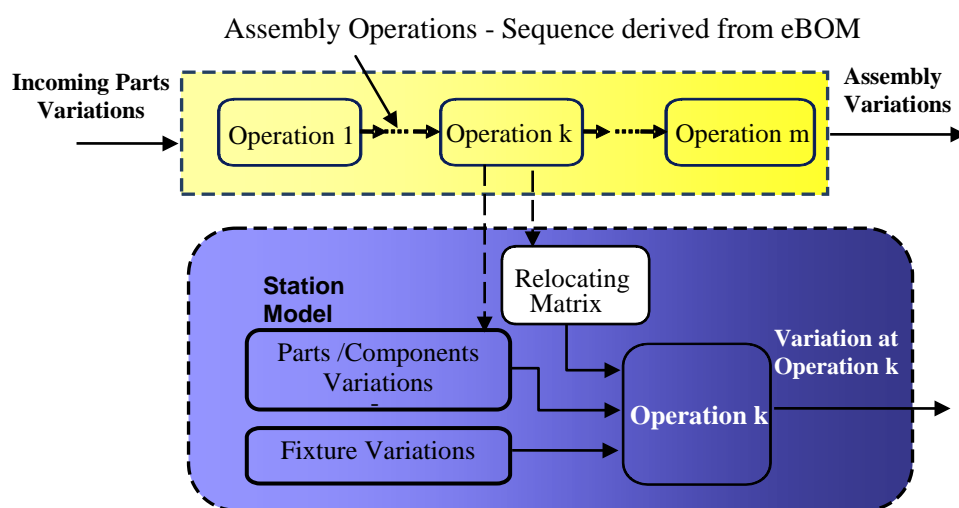 Assembly Operations - Sequence derived from eBOM
Incoming Parts
Variations
Assembly
Variations
Operation 1
Operation k
Operation m
Station
Model
Relocating
Matrix
Parts /Components
Variations
-
Fixture Variations
Operation k
Variation at
Operation k